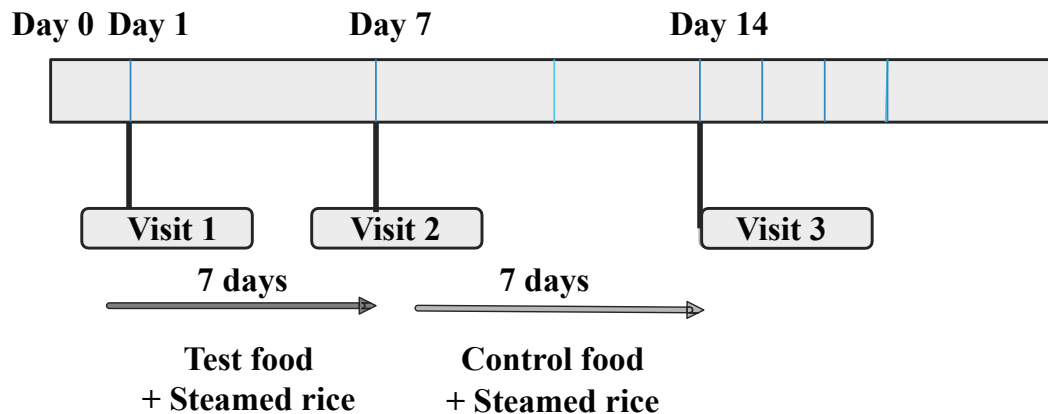 Day 0 Day 1 Day 7 Day 14
Visit 1 Visit 2 Visit 3
7 days 7 days
Test food
+ Steamed rice
Control food
+ Steamed rice